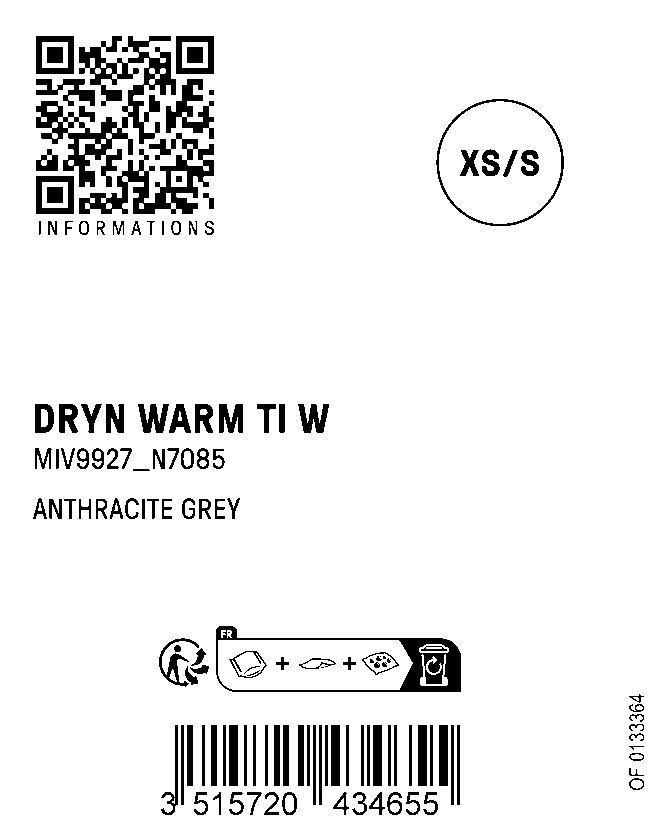 INFORMATIONS
XS/S
DRYN WARM TI W
MIV9927_N7085
ANTHRACITE GREY
FR
OF 0133364
3 515720 434655